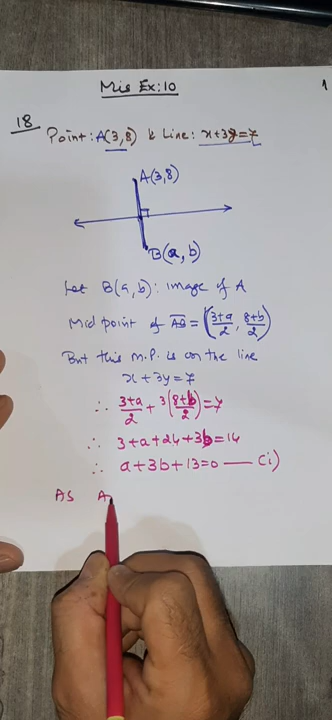 Mis Ex:10
1
18
Point: A(3,8) & Line: x+3y=7
A(3,8)
B(a, b)
Let B(a,b): image of A
Mid point of AB = (3+a/2, 8+b/2)
But this M.P. is on the line
x + 3y = 7
∴ 3+a/2 + 3(8+b/2) = 7
∴ 3+a+24+3b=14
∴ a+3b+13=0 — (i)
As A